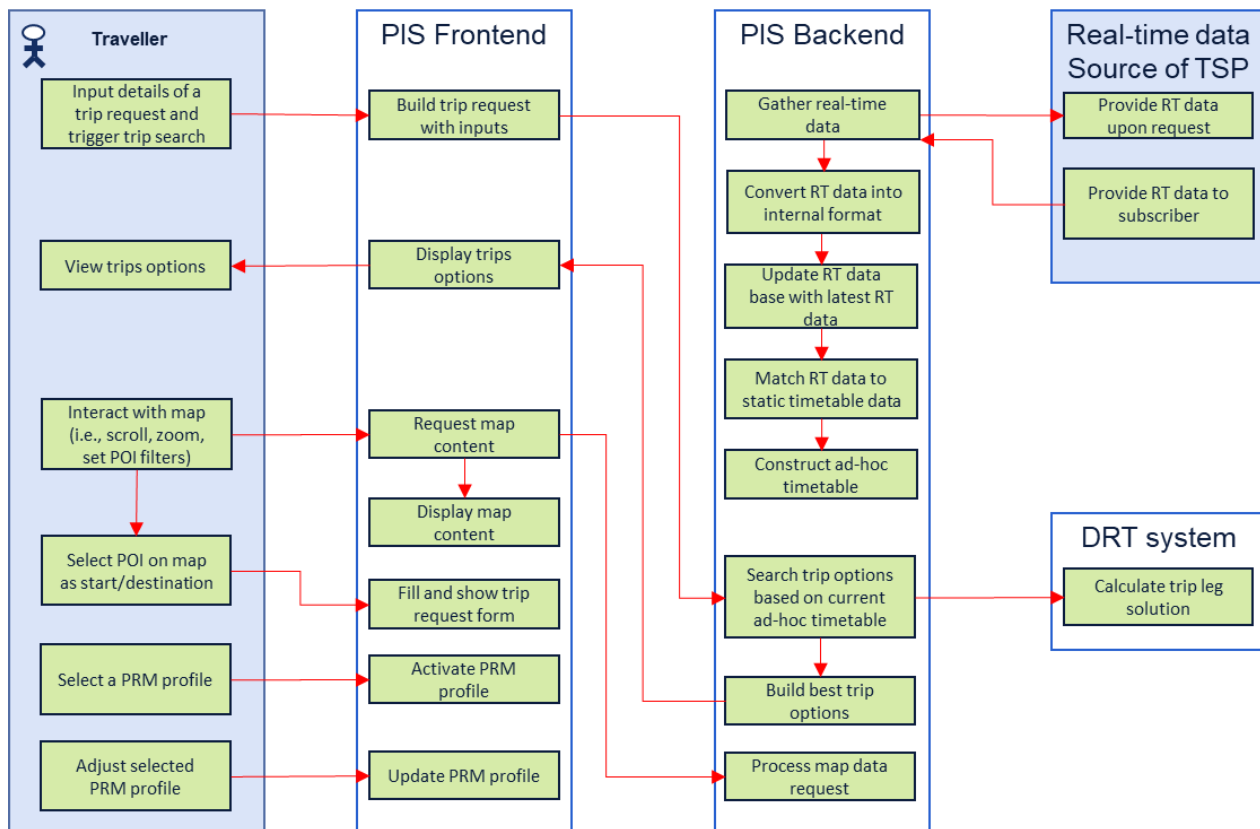 Traveller
Input details of a
trip request and
trigger trip search
View trips options
Interact with map
(i.e., scroll, zoom,
set POI filters)
Select POI on map
as start/destination
Select a PRM profile
Adjust selected
PRM profile
PIS Frontend
Build trip request
with inputs
Display trips
options
Request map
content
Display map
content
Fill and show trip
request form
Activate PRM
profile
Update PRM profile
PIS Backend
Gather real-time
data
Convert RT data into
internal format
Update RT data
base with latest RT
data
Match RT data to
static timetable data
Construct ad-hoc
timetable
Search trip options
based on current
ad-hoc timetable
Build best trip
options
Process map data
request
Real-time data
Source of TSP
Provide RT data
upon request
Provide RT data to
subscriber
DRT system
Calculate trip leg
solution